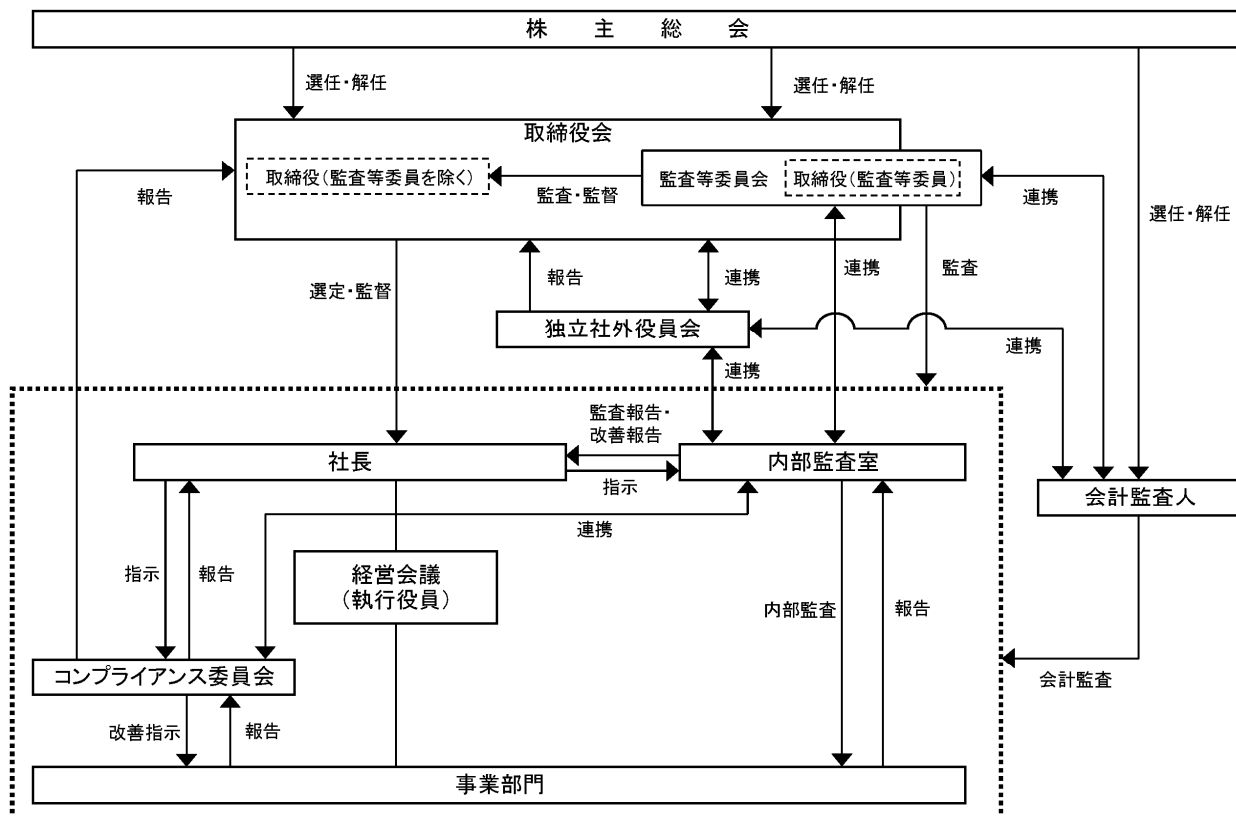 株主総会
選任・解任
選任・解任
取締役会
取締役(監査等委員を除く)
監査・監督
監査等委員会
取締役(監査等委員)
報告
連携
選任・解任
選定・監督
報告
連携
連携
監査
独立社外役員会
連携
連携
監査報告・
改善報告
社長
内部監査室
指示
会計監査人
連携
指示
報告
経営会議
(執行役員)
内部監査
報告
コンプライアンス委員会
会計監査
改善指示
報告
事業部門